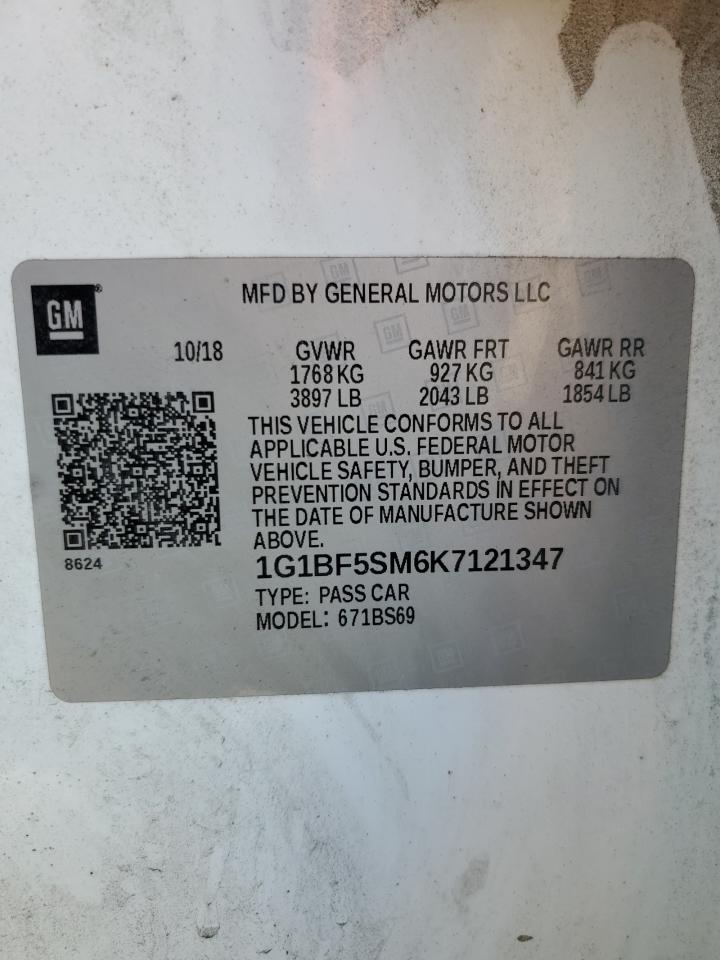 GM®
MFD BY GENERAL MOTORS LLC
10/18 GVWR GAWR FRT GAWR RR
1768 KG 927 KG 841 KG
3897 LB 2043 LB 1854 LB
THIS VEHICLE CONFORMS TO ALL
APPLICABLE U.S. FEDERAL MOTOR
VEHICLE SAFETY, BUMPER, AND THEFT
PREVENTION STANDARDS IN EFFECT ON
THE DATE OF MANUFACTURE SHOWN
ABOVE.
8624
1G1BF5SM6K7121347
TYPE: PASS CAR
MODEL: 671BS69